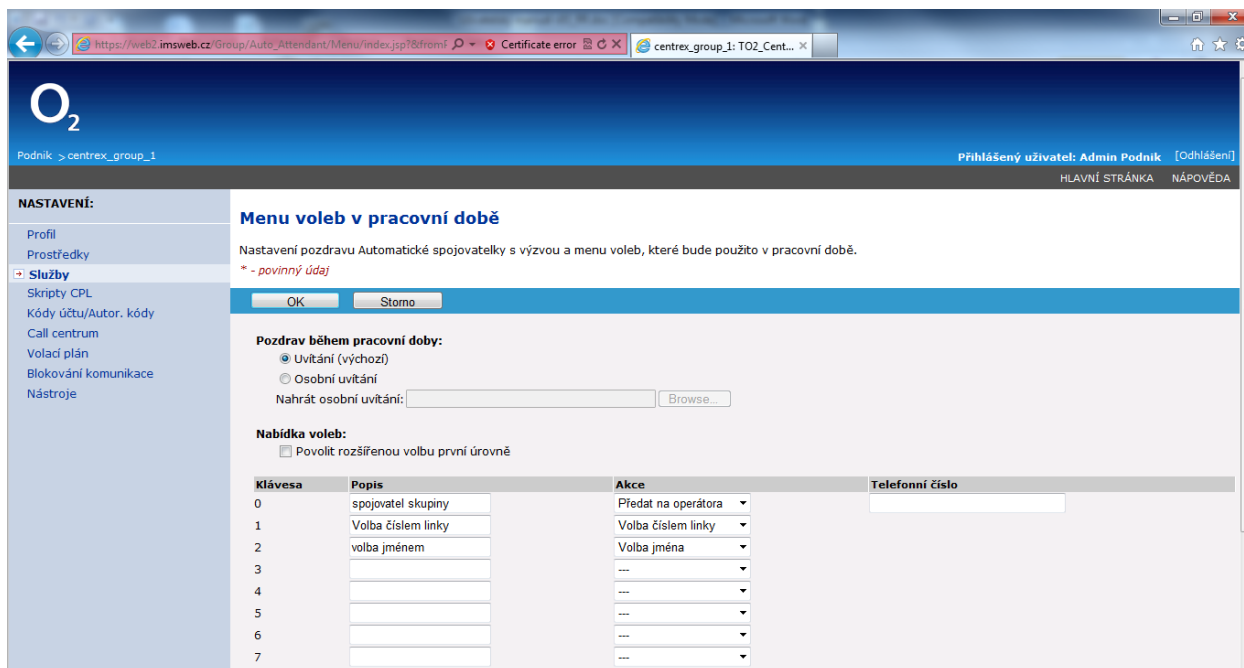 https://web2.imsweb.cz/Group/Auto_Attendant/Menu/index.jsp?&fromF
Certificate error
centrex_group_1: TO2_Cent...
O2
Podnik >centrex_group_1
Přihlášený uživatel: Admin Podnik [Odhlášení]
HLAVNÍ STRÁNKA NÁPOVĚDA
NASTAVENÍ:
Profil
Prostředky
Služby
Skripty CPL
Kódy účtu/Autor. kódy
Call centrum
Volací plán
Blokování komunikace
Nástroje
Menu voleb v pracovní době
Nastavení pozdravu Automatické spojovatelky s výzvou a menu voleb, které bude použito v pracovní době.
* - povinný údaj
OK Storno
Pozdrav během pracovní doby:
Uvítání (výchozí)
Osobní uvítání
Nahrát osobní uvítání: Browse...
Nabídka voleb:
Povolit rozšířenou volbu první úrovně
Klávesa Popis Akce Telefonní číslo
0 spojovatel skupiny Předat na operátora
1 Volba číslem linky Volba číslem linky
2 volba jménem Volba jména
3 ---
4 ---
5 ---
6 ---
7 ---